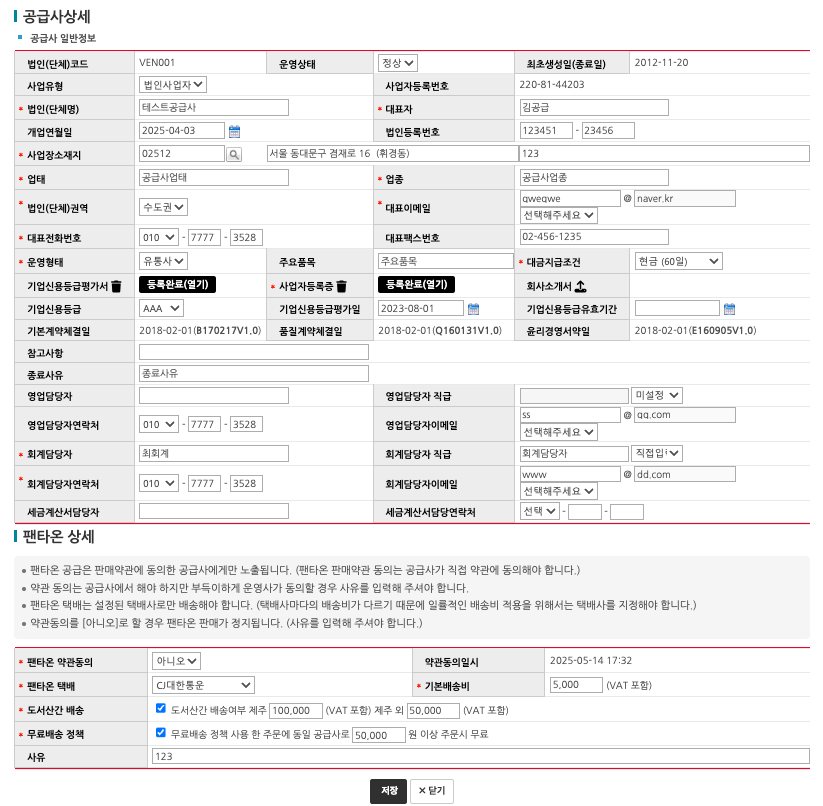 공급사상세
공급사 일반정보
법인(단체)코드 VEN001 운영상태 정상 최초생성일(종료일) 2012-11-20
사업유형 법인사업자 사업자등록번호 220-81-44203
* 법인(단체명) 테스트공급사 * 대표자 김공급
개업연월일 2025-04-03 법인등록번호 123451 - 23456
* 사업장소재지 02512 서울 동대문구 겸재로 16 (휘경동) 123
* 업태 공급사업태 * 업종 공급사업종
* 법인(단체)권역 수도권 * 대표이메일 qweqwe @ naver.kr
선택해주세요
* 대표전화번호 010 - 7777 - 3528 대표팩스번호 02-456-1235
* 운영형태 유통사 주요품목 주요품목 * 대금지급조건 현금 (60일)
기업신용등급평가서 등록완료(열기) * 사업자등록증 등록완료(열기) 회사소개서
기업신용등급 AAA 기업신용등급평가일 2023-08-01 기업신용등급유효기간
기본계약체결일 2018-02-01(B170217V1.0) 품질계약체결일 2018-02-01(Q160131V1.0) 윤리경영서약일 2018-02-01(E160905V1.0)
참고사항
종료사유 종료사유
영업담당자 영업담당자 직급 미설정
영업담당자연락처 010 - 7777 - 3528 영업담당자이메일 ss @ qq.com
선택해주세요
* 회계담당자 최회계 회계담당자 직급 회계담당자 직접입
* 회계담당자연락처 010 - 7777 - 3528 회계담당자이메일 www @ dd.com
선택해주세요
세금계산서담당자 세금계산서담당연락처 선택 - -
팬타온 상세
• 팬타온 공급은 판매약관에 동의한 공급사에게만 노출됩니다. (팬타온 판매약관 동의는 공급사가 직접 약관에 동의해야 합니다.)
• 약관 동의는 공급사에서 해야 하지만 부득이하게 운영사가 동의할 경우 사유를 입력해 주셔야 합니다.
• 팬타온 택배는 설정된 택배사로만 배송해야 합니다. (택배사마다의 배송비가 다르기 때문에 일률적인 배송비 적용을 위해서는 택배사를 지정해야 합니다.)
• 약관동의를 [아니오]로 할 경우 팬타온 판매가 정지됩니다. (사유를 입력해 주셔야 합니다.)
* 팬타온 약관동의 아니오 약관동의일시 2025-05-14 17:32
* 팬타온 택배 CJ대한통운 * 기본배송비 5,000 (VAT 포함)
* 도서산간 배송 도서산간 배송여부 제주 100,000 (VAT 포함) 제주 외 50,000 (VAT 포함)
* 무료배송 정책 무료배송 정책 사용 한 주문에 동일 공급사로 50,000 원 이상 주문시 무료
사유 123
저장 ✕ 닫기